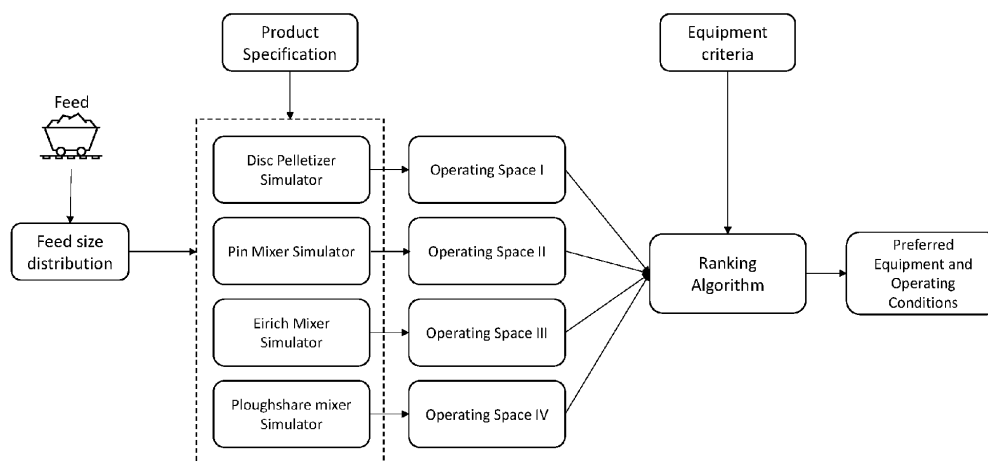 Product
Specification
Equipment
criteria
Feed
Disc Pelletizer
Simulator
Operating Space I
Feed size
distribution
Pin Mixer Simulator
Operating Space II
Ranking
Algorithm
Preferred
Equipment and
Operating
Conditions
Eirich Mixer
Simulator
Operating Space III
Ploughshare mixer
Simulator
Operating Space IV